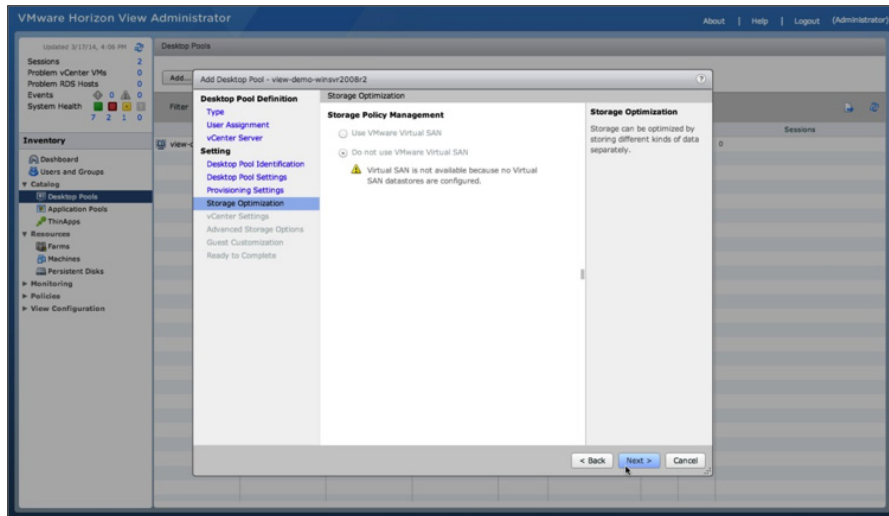 VMware Horizon View Administrator
About | Help | Logout (Administrator)
Updated 3/17/14, 4:06 PM
Sessions 2
Problem vCenter VMs 0
Problem RDS Hosts 0
Events 0 0
System Health
7 2 1 0
Inventory
Dashboard
Users and Groups
Catalog
Desktop Pools
Application Pools
ThinApps
Resources
Farms
Machines
Persistent Disks
Monitoring
Policies
View Configuration
Desktop Pools
Add...
Filter
Sessions
view-
0
Add Desktop Pool - view-demo-winsvr2008r2
?
Desktop Pool Definition
Type
User Assignment
vCenter Server
Setting
Desktop Pool Identification
Desktop Pool Settings
Provisioning Settings
Storage Optimization
vCenter Settings
Advanced Storage Options
Guest Customization
Ready to Complete
Storage Optimization
Storage Policy Management
Use VMware Virtual SAN
Do not use VMware Virtual SAN
Virtual SAN is not available because no Virtual
SAN datastores are configured.
Storage Optimization
Storage can be optimized by
storing different kinds of data
separately.
< Back
Next >
Cancel